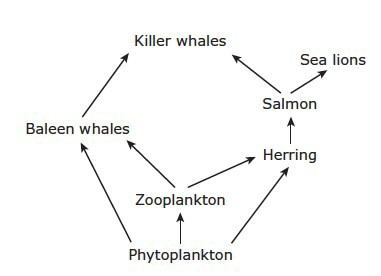 Killer whales
Sea lions
Salmon
Baleen whales
Herring
Zooplankton
Phytoplankton